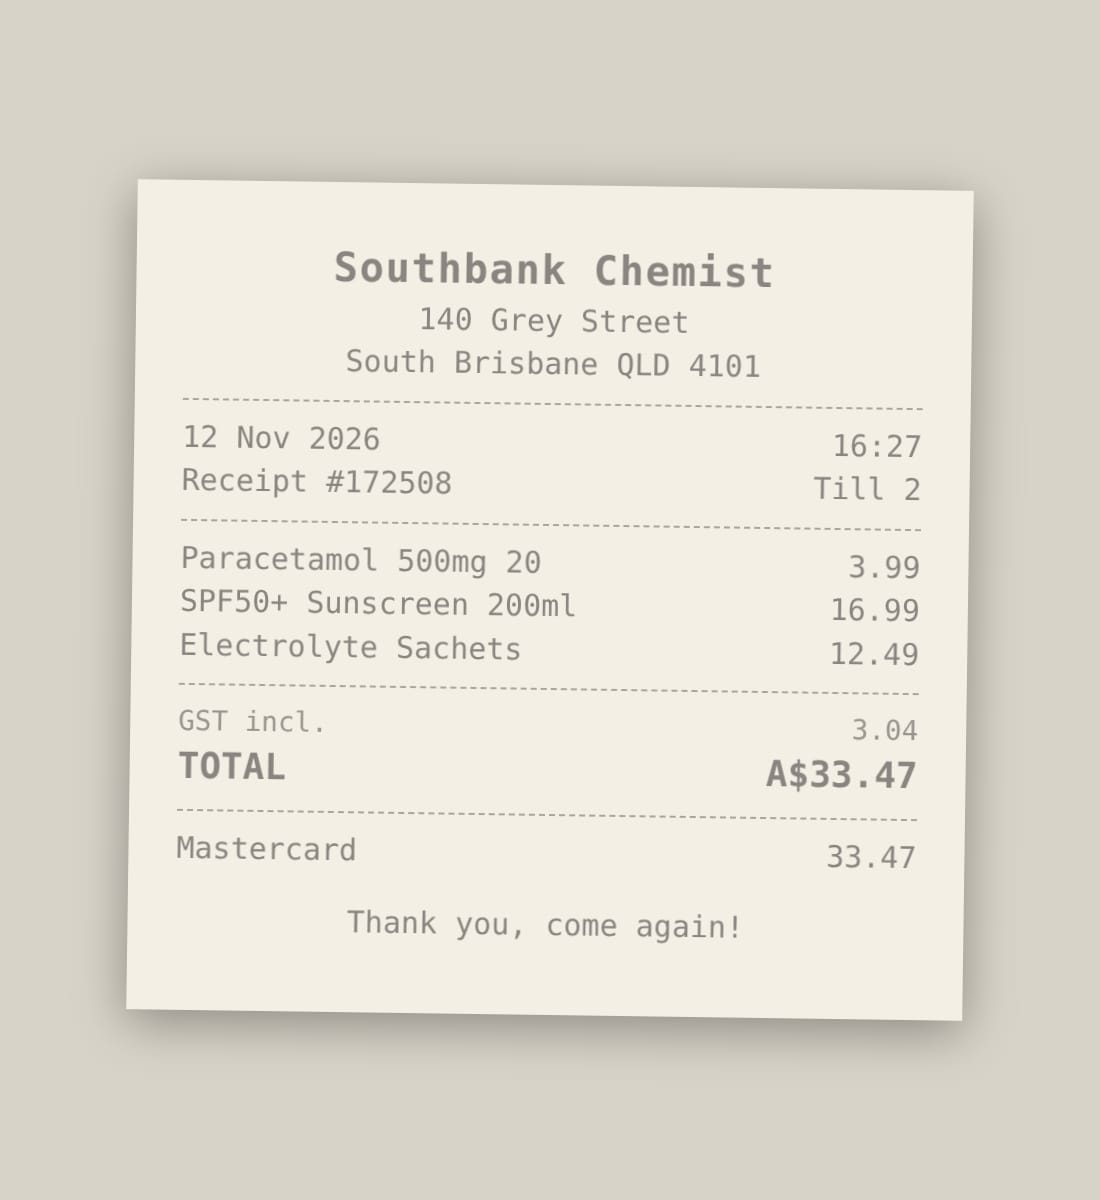 Southbank Chemist
140 Grey Street
South Brisbane QLD 4101
12 Nov 2026 16:27
Receipt #172508 Till 2
Paracetamol 500mg 20 3.99
SPF50+ Sunscreen 200ml 16.99
Electrolyte Sachets 12.49
GST incl. 3.04
TOTAL A$33.47
Mastercard 33.47
Thank you, come again!